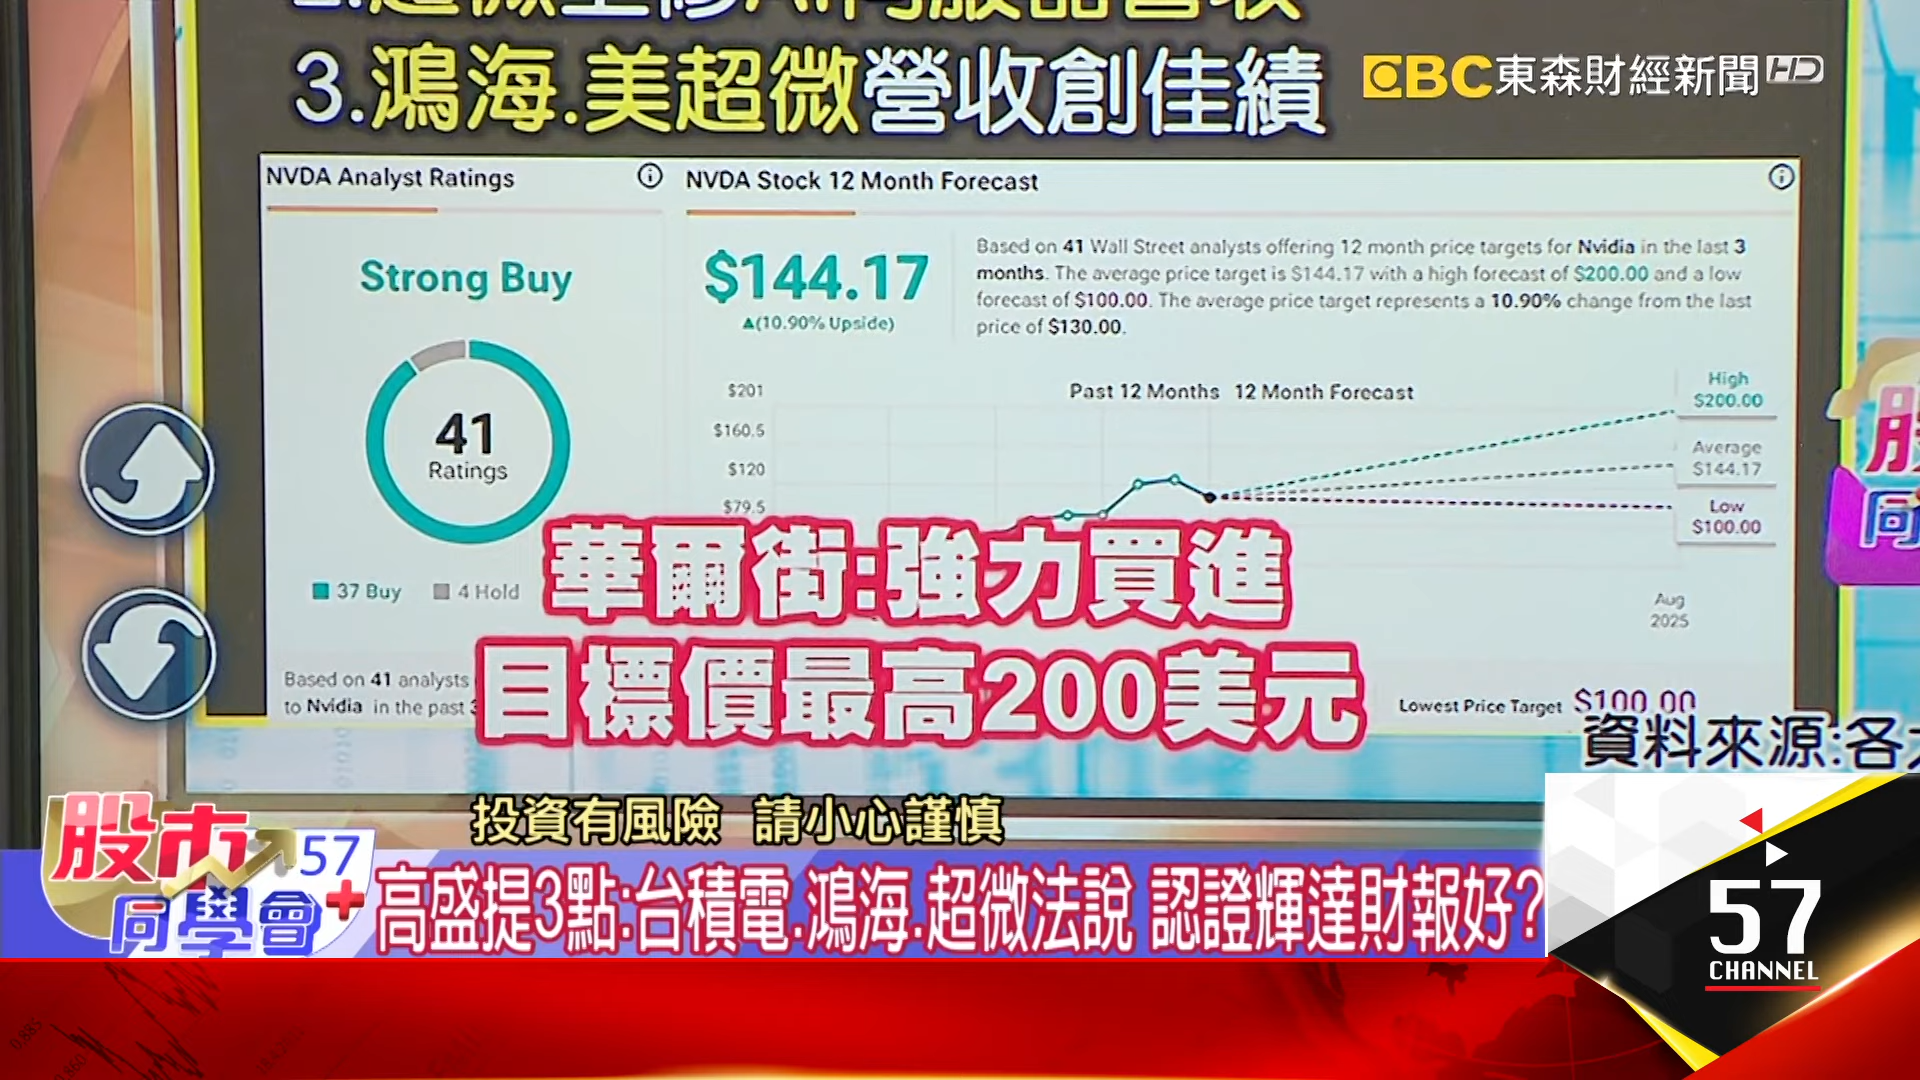 3.鴻海.美超微營收創佳績
EBC東森財經新聞HD
NVDA Analyst Ratings
NVDA Stock 12 Month Forecast
Strong Buy
41
Ratings
37 Buy
4 Hold
Based on 41 analysts
to Nvidia in the past 3
$144.17
▲(10.90% Upside)
Based on 41 Wall Street analysts offering 12 month price targets for Nvidia in the last 3
months. The average price target is $144.17 with a high forecast of $200.00 and a low
forecast of $100.00. The average price target represents a 10.90% change from the last
price of $130.00.
Past 12 Months
12 Month Forecast
$201
$160.5
$120
$79.5
High
$200.00
Average
$144.17
Low
$100.00
Aug
2025
Lowest Price Target $100.00
華爾街:強力買進
目標價最高200美元
資料來源:各
投資有風險 請小心謹慎
股市
57
同學會+
高盛提3點:台積電.鴻海.超微法說 認證輝達財報好?
57
CHANNEL
股
同